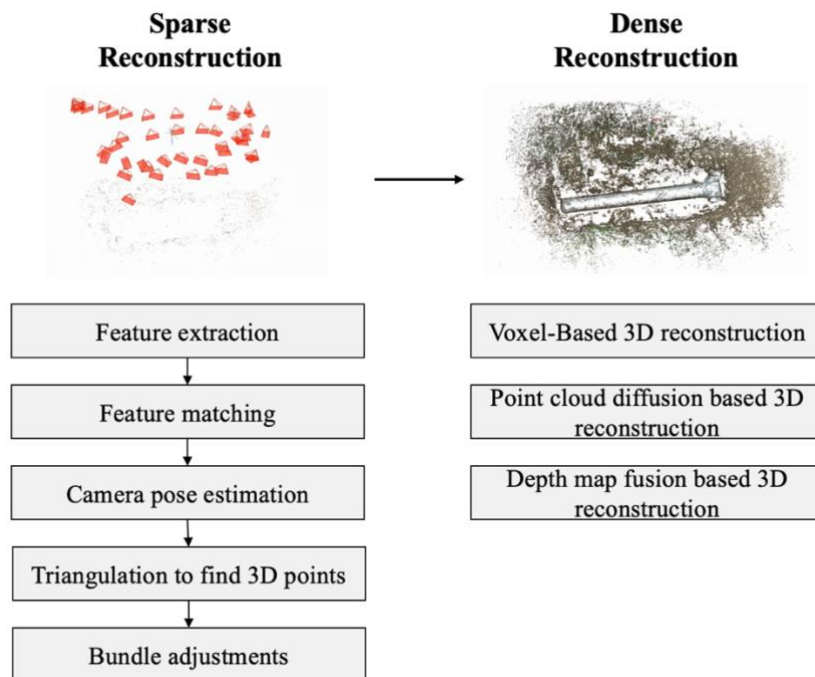 Sparse
Reconstruction
Dense
Reconstruction
Feature extraction
Feature matching
Camera pose estimation
Triangulation to find 3D points
Bundle adjustments
Voxel-Based 3D reconstruction
Point cloud diffusion based 3D
reconstruction
Depth map fusion based 3D
reconstruction